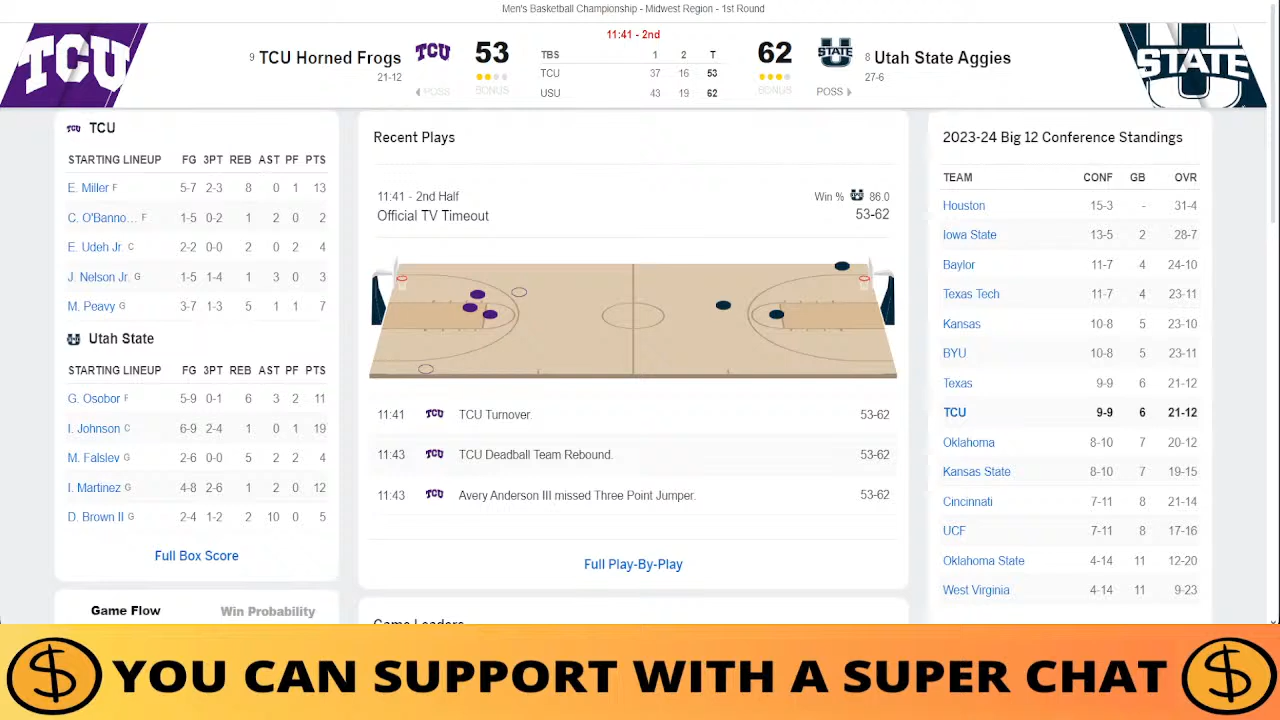 Men's Basketball Championship - Midwest Region - 1st Round
TCU
9 TCU Horned Frogs
21-12
TCU
53
POSS
BONUS
11:41 - 2nd
TBS 1 2 T
TCU 37 16 53
USU 43 19 62
62
BONUS
STATE
POSS
8 Utah State Aggies
27-6
STATE
TCU TCU
STARTING LINEUP FG 3PT REB AST PF PTS
E. Miller F 5-7 2-3 8 0 1 13
C. O'Banno... F 1-5 0-2 1 2 0 2
E. Udeh Jr. C 2-2 0-0 2 0 2 4
J. Nelson Jr. G 1-5 1-4 1 3 0 3
M. Peavy G 3-7 1-3 5 1 1 7
Utah State
STARTING LINEUP FG 3PT REB AST PF PTS
G. Osobor F 5-9 0-1 6 3 2 11
I. Johnson C 6-9 2-4 1 0 1 19
M. Falslev G 2-6 0-0 5 2 2 4
I. Martinez G 4-8 2-6 1 2 0 12
D. Brown II G 2-4 1-2 2 10 0 5
Full Box Score
Game Flow Win Probability
Recent Plays
11:41 - 2nd Half Win % 86.0
Official TV Timeout 53-62
11:41 TCU TCU Turnover. 53-62
11:43 TCU TCU Deadball Team Rebound. 53-62
11:43 TCU Avery Anderson III missed Three Point Jumper. 53-62
Full Play-By-Play
Game Leaders
2023-24 Big 12 Conference Standings
TEAM CONF GB OVR
Houston 15-3 - 31-4
Iowa State 13-5 2 28-7
Baylor 11-7 4 24-10
Texas Tech 11-7 4 23-11
Kansas 10-8 5 23-10
BYU 10-8 5 23-11
Texas 9-9 6 21-12
TCU 9-9 6 21-12
Oklahoma 8-10 7 20-12
Kansas State 8-10 7 19-15
Cincinnati 7-11 8 21-14
UCF 7-11 8 17-16
Oklahoma State 4-14 11 12-20
West Virginia 4-14 11 9-23
$ YOU CAN SUPPORT WITH A SUPER CHAT $